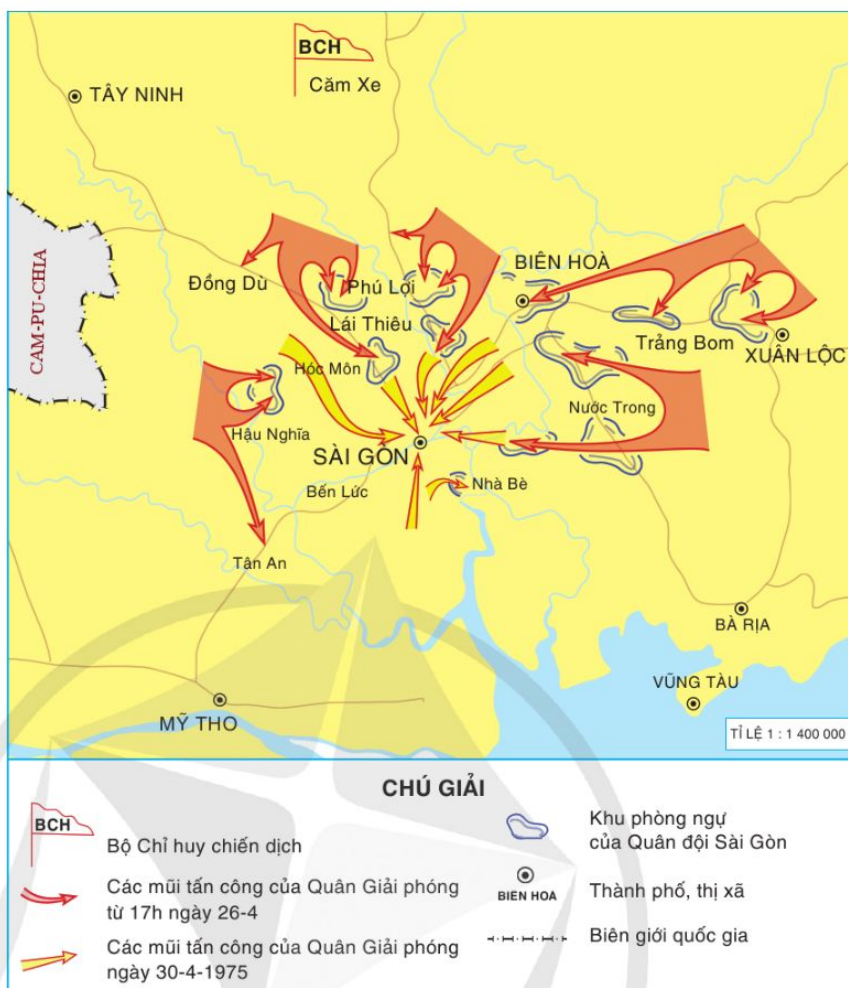 BCH
Căm Xe
TÂY NINH
CAM-PU-CHIA
Đồng Dù
Phú Lợi
BIÊN HOÀ
Lái Thiêu
Trảng Bom
XUÂN LỘC
Hóc Môn
Nước Trong
Hậu Nghĩa
SÀI GÒN
Bến Lức
Nhà Bè
Tân An
BÀ RỊA
VŨNG TÀU
MỸ THO
TỈ LỆ 1 : 1 400 000
CHÚ GIẢI
BCH
Bộ Chỉ huy chiến dịch
Các mũi tấn công của Quân Giải phóng
từ 17h ngày 26-4
Các mũi tấn công của Quân Giải phóng
ngày 30-4-1975
Khu phòng ngự
của Quân đội Sài Gòn
BIÊN HOÀ
Thành phố, thị xã
Biên giới quốc gia